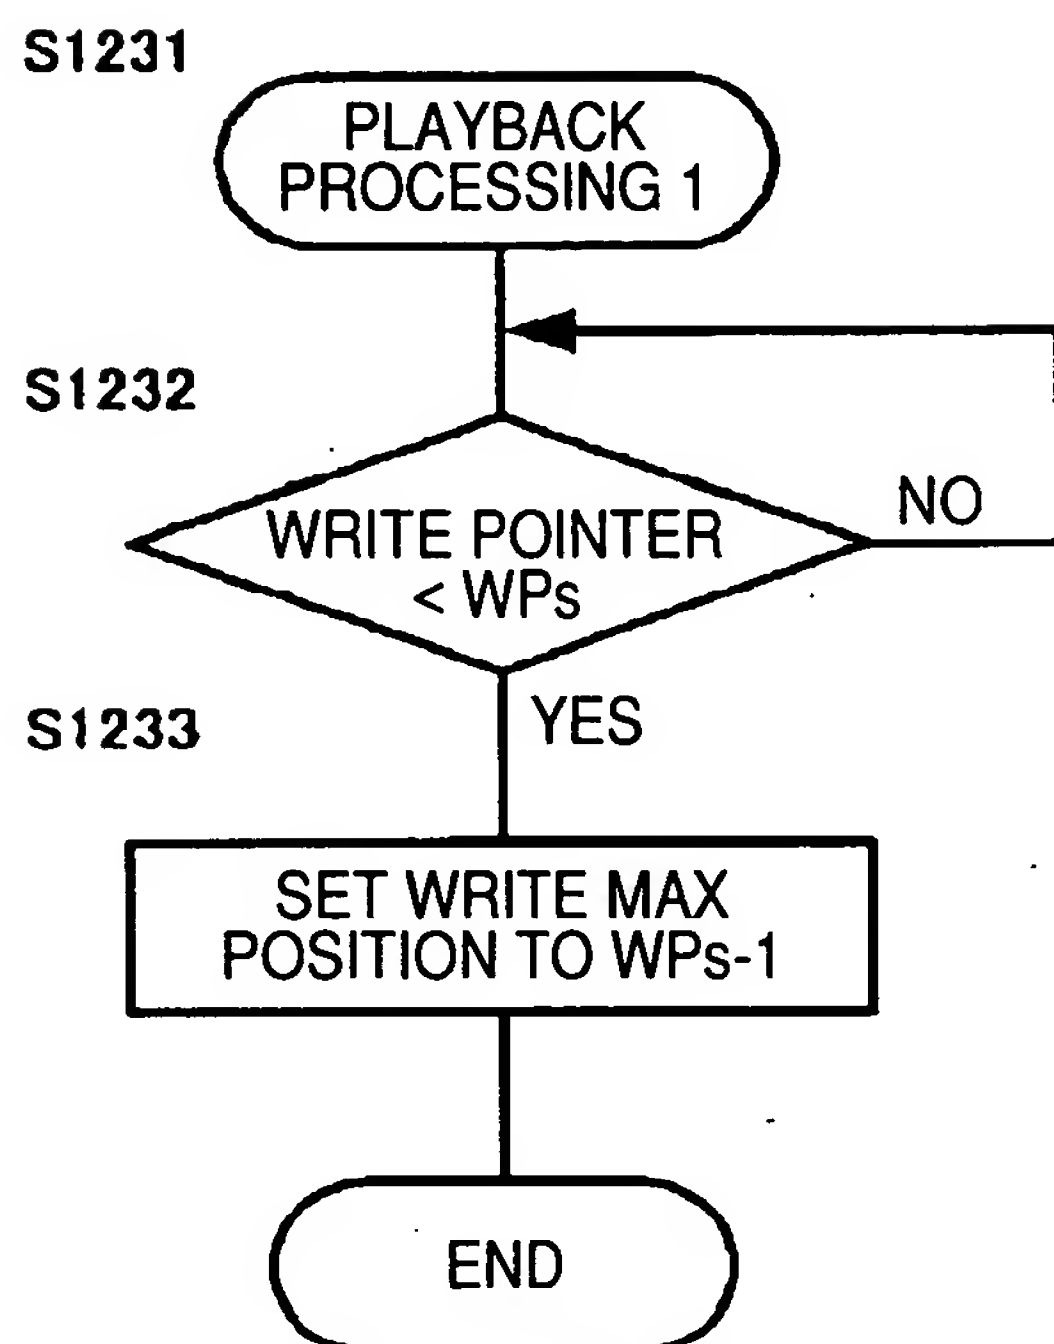 S1231
PLAYBACK
PROCESSING 1
S1232
WRITE POINTER
< WPs
NO
S1233
YES
SET WRITE MAX
POSITION TO WPs-1
END